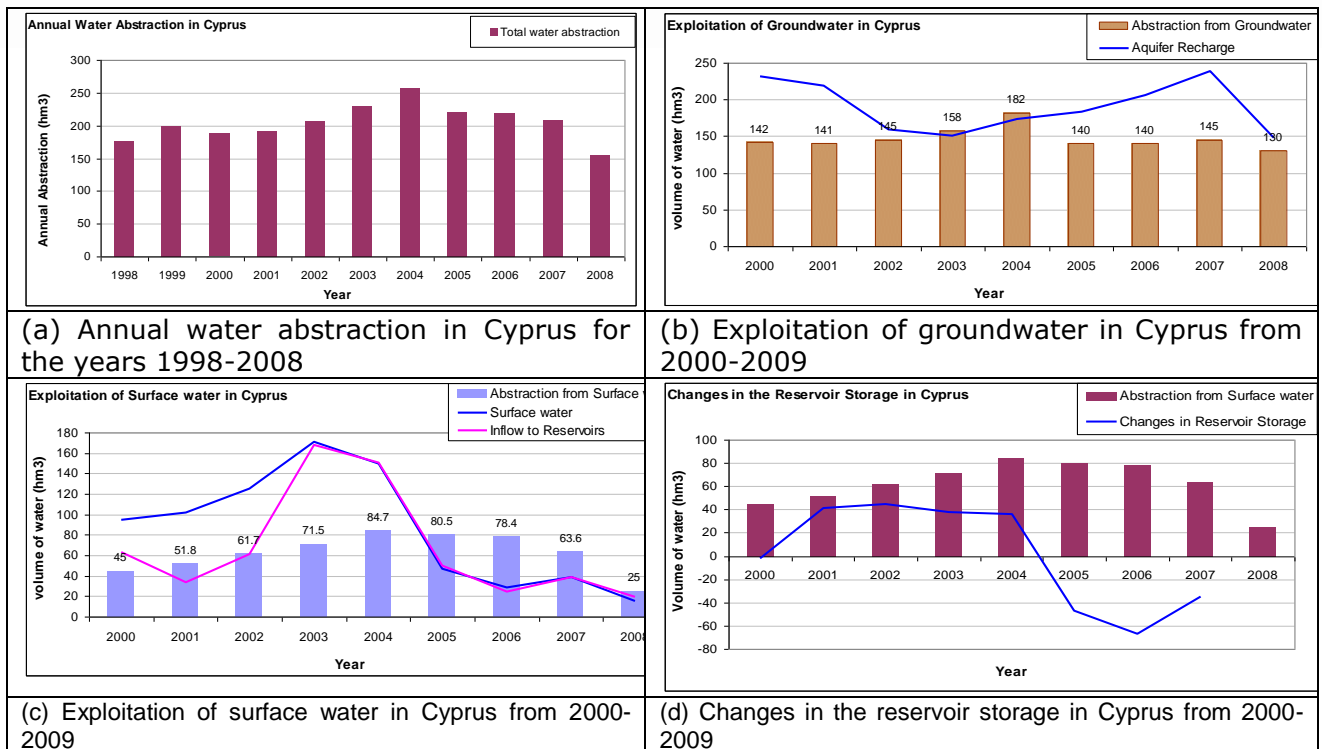 Annual Water Abstraction in Cyprus
Total water abstraction
Annual Abstraction (hm3)
300
250
200
150
100
50
0
1998 1999 2000 2001 2002 2003 2004 2005 2006 2007 2008
Year
(a) Annual water abstraction in Cyprus for
the years 1998-2008
Exploitation of Groundwater in Cyprus
Abstraction from Groundwater
Aquifer Recharge
volume of water (hm3)
250
200
150
100
50
0
142 141 145 158 182 140 140 145 130
2000 2001 2002 2003 2004 2005 2006 2007 2008
Year
(b) Exploitation of groundwater in Cyprus from
2000-2009
Exploitation of Surface water in Cyprus
Abstraction from Surface w
Surface water
Inflow to Reservoirs
volume of water (hm3)
180
160
140
120
100
80
60
40
20
0
45 51.8 61.7 71.5 84.7 80.5 78.4 63.6 25
2000 2001 2002 2003 2004 2005 2006 2007 2008
Year
(c) Exploitation of surface water in Cyprus from 2000-
2009
Changes in the Reservoir Storage in Cyprus
Abstraction from Surface water
Changes in Reservoir Storage
Volume of water (hm3)
100
80
60
40
20
0
-20
-40
-60
-80
2000 2001 2002 2003 2004 2005 2006 2007 2008
Year
(d) Changes in the reservoir storage in Cyprus from 2000-
2009